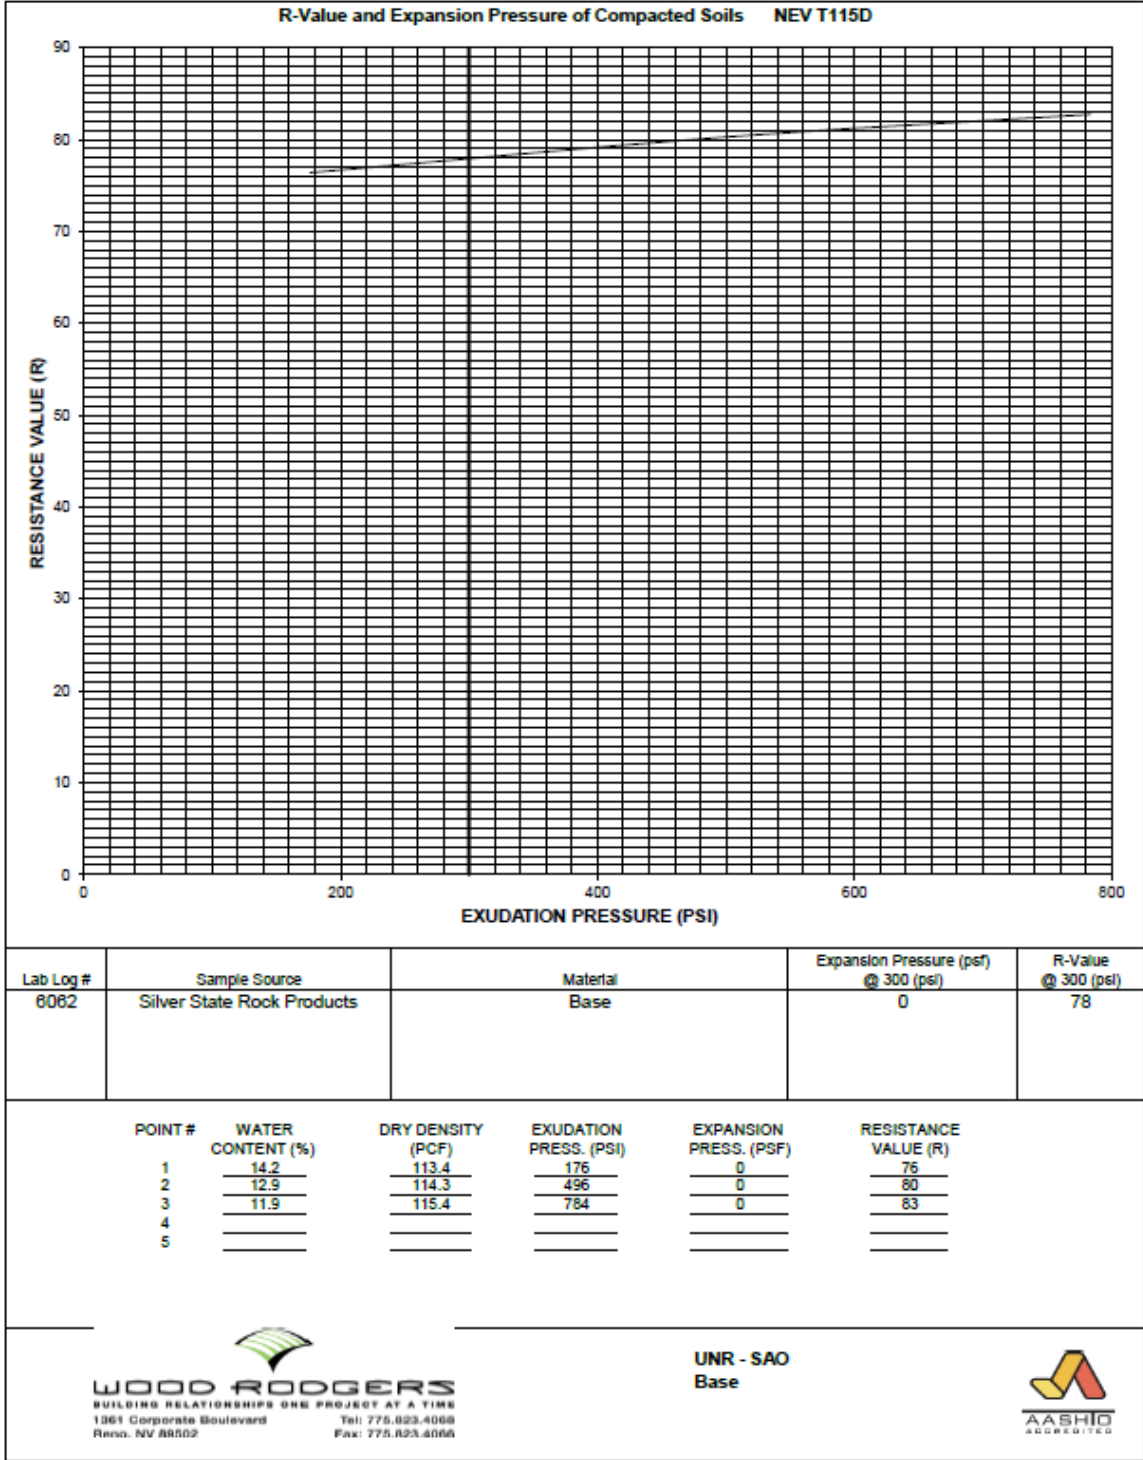 R-Value and Expansion Pressure of Compacted Soils NEV T115D
90
80
70
60
50
40
30
20
10
0
RESISTANCE VALUE (R)
0 200 400 600 800
EXUDATION PRESSURE (PSI)
Lab Log # Sample Source Material Expansion Pressure (psf) @ 300 (psi) R-Value @ 300 (psi)
6062 Silver State Rock Products Base 0 78
POINT # WATER CONTENT (%) DRY DENSITY (PCF) EXUDATION PRESS. (PSI) EXPANSION PRESS. (PSF) RESISTANCE VALUE (R)
1 14.2 113.4 176 0 76
2 12.9 114.3 496 0 80
3 11.9 115.4 784 0 83
4
5
WOOD RODGERS
BUILDING RELATIONSHIPS ONE PROJECT AT A TIME
1361 Corporate Boulevard Tel: 775.823.4068
Reno, NV 89502 Fax: 775.823.4066
UNR - SAO
Base
AASHTO
ACCREDITED